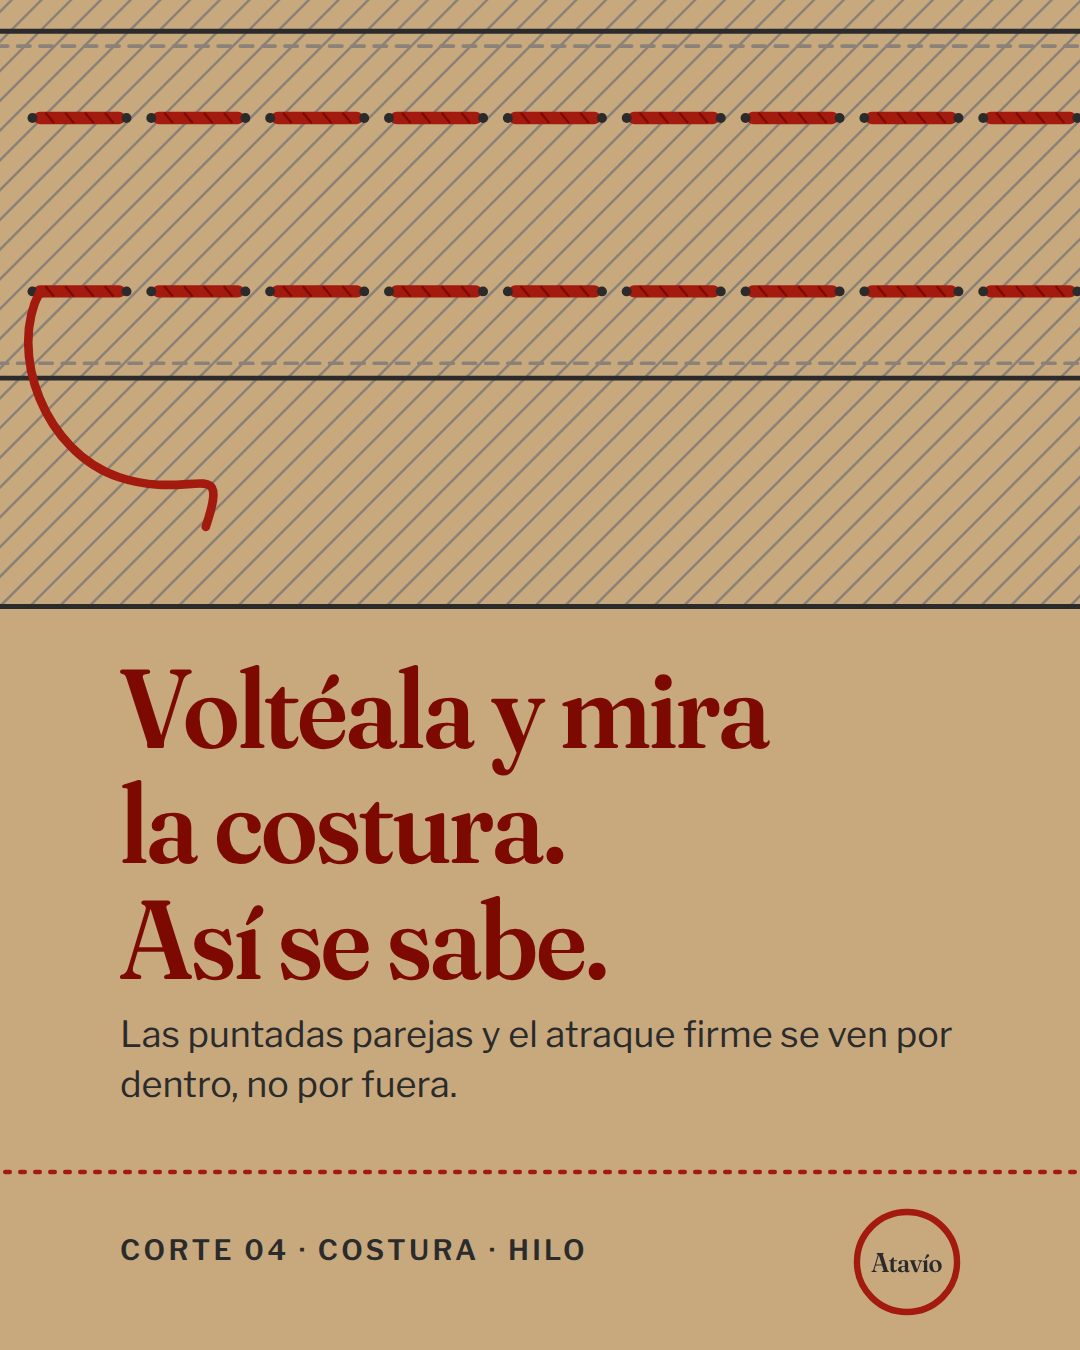 Voltéala y mira
la costura.
Así se sabe.
Las puntadas parejas y el atraque firme se ven por
dentro, no por fuera.
CORTE 04 · COSTURA · HILO
Atavío